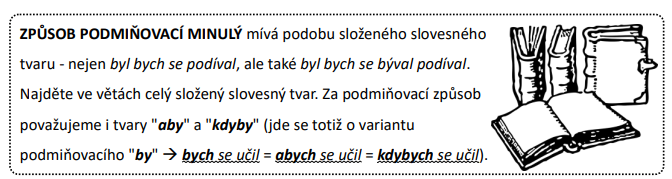 ZPŮSOB PODMIŇOVACÍ MINULÝ mívá podobu složeného slovesného
tvaru - nejen byl bych se podíval, ale také byl bych se býval podíval.
Najděte ve větách celý složený slovesný tvar. Za podmiňovací způsob
považujeme i tvary "aby" a "kdyby" (jde se totiž o variantu
podmiňovacího "by" → bych se učil = abych se učil = kdybych se učil).